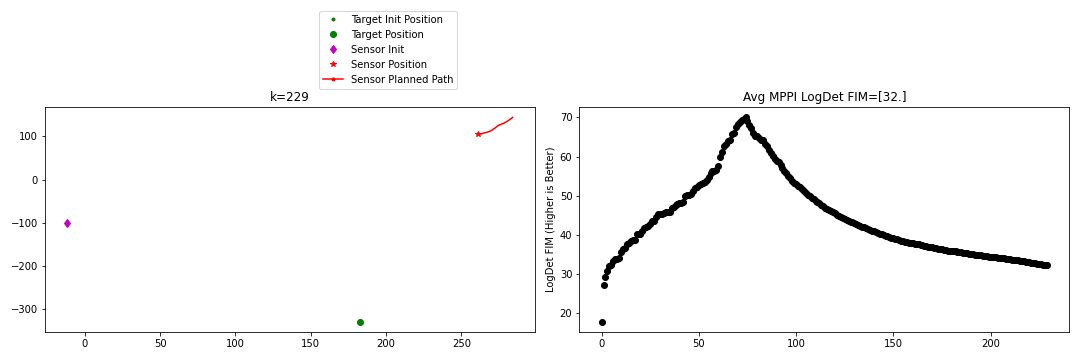 Target Init Position
Target Position
Sensor Init
Sensor Position
Sensor Planned Path
k=229
100
0
−100
−200
−300
0
50
100
150
200
250
Avg MPPI LogDet FIM=[32.]
LogDet FIM (Higher is Better)
70
60
50
40
30
20
0
50
100
150
200